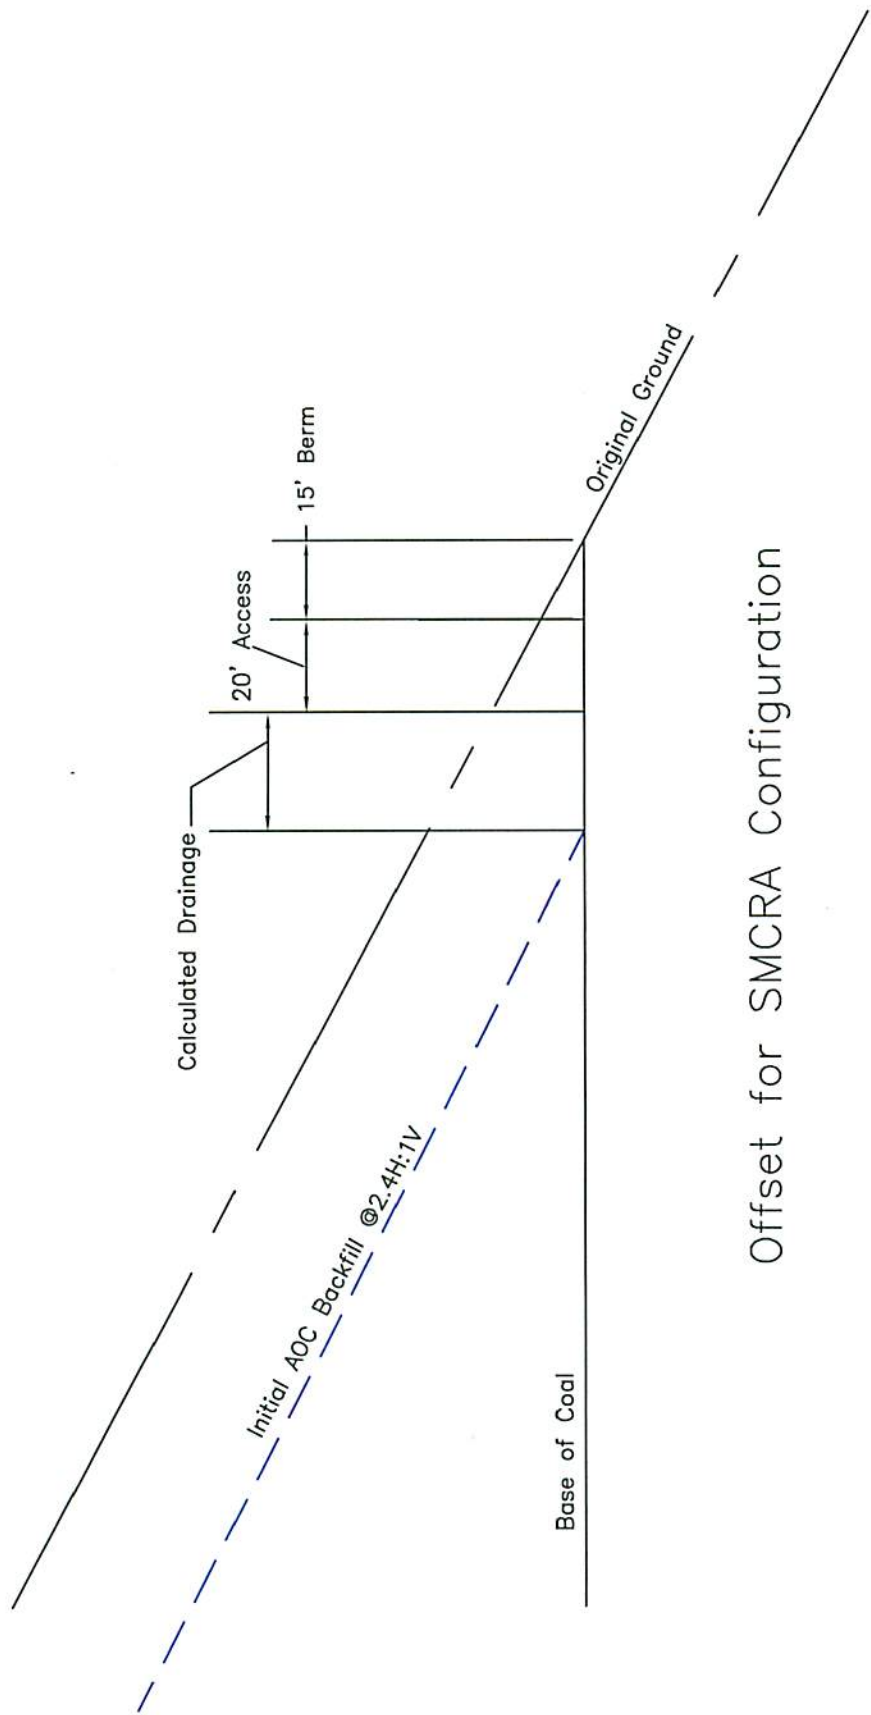 Calculated Drainage
20' Access
15' Berm
Original Ground
Initial AOC Backfill @2.4H:1V
Base of Coal
Offset for SMCRA Configuration